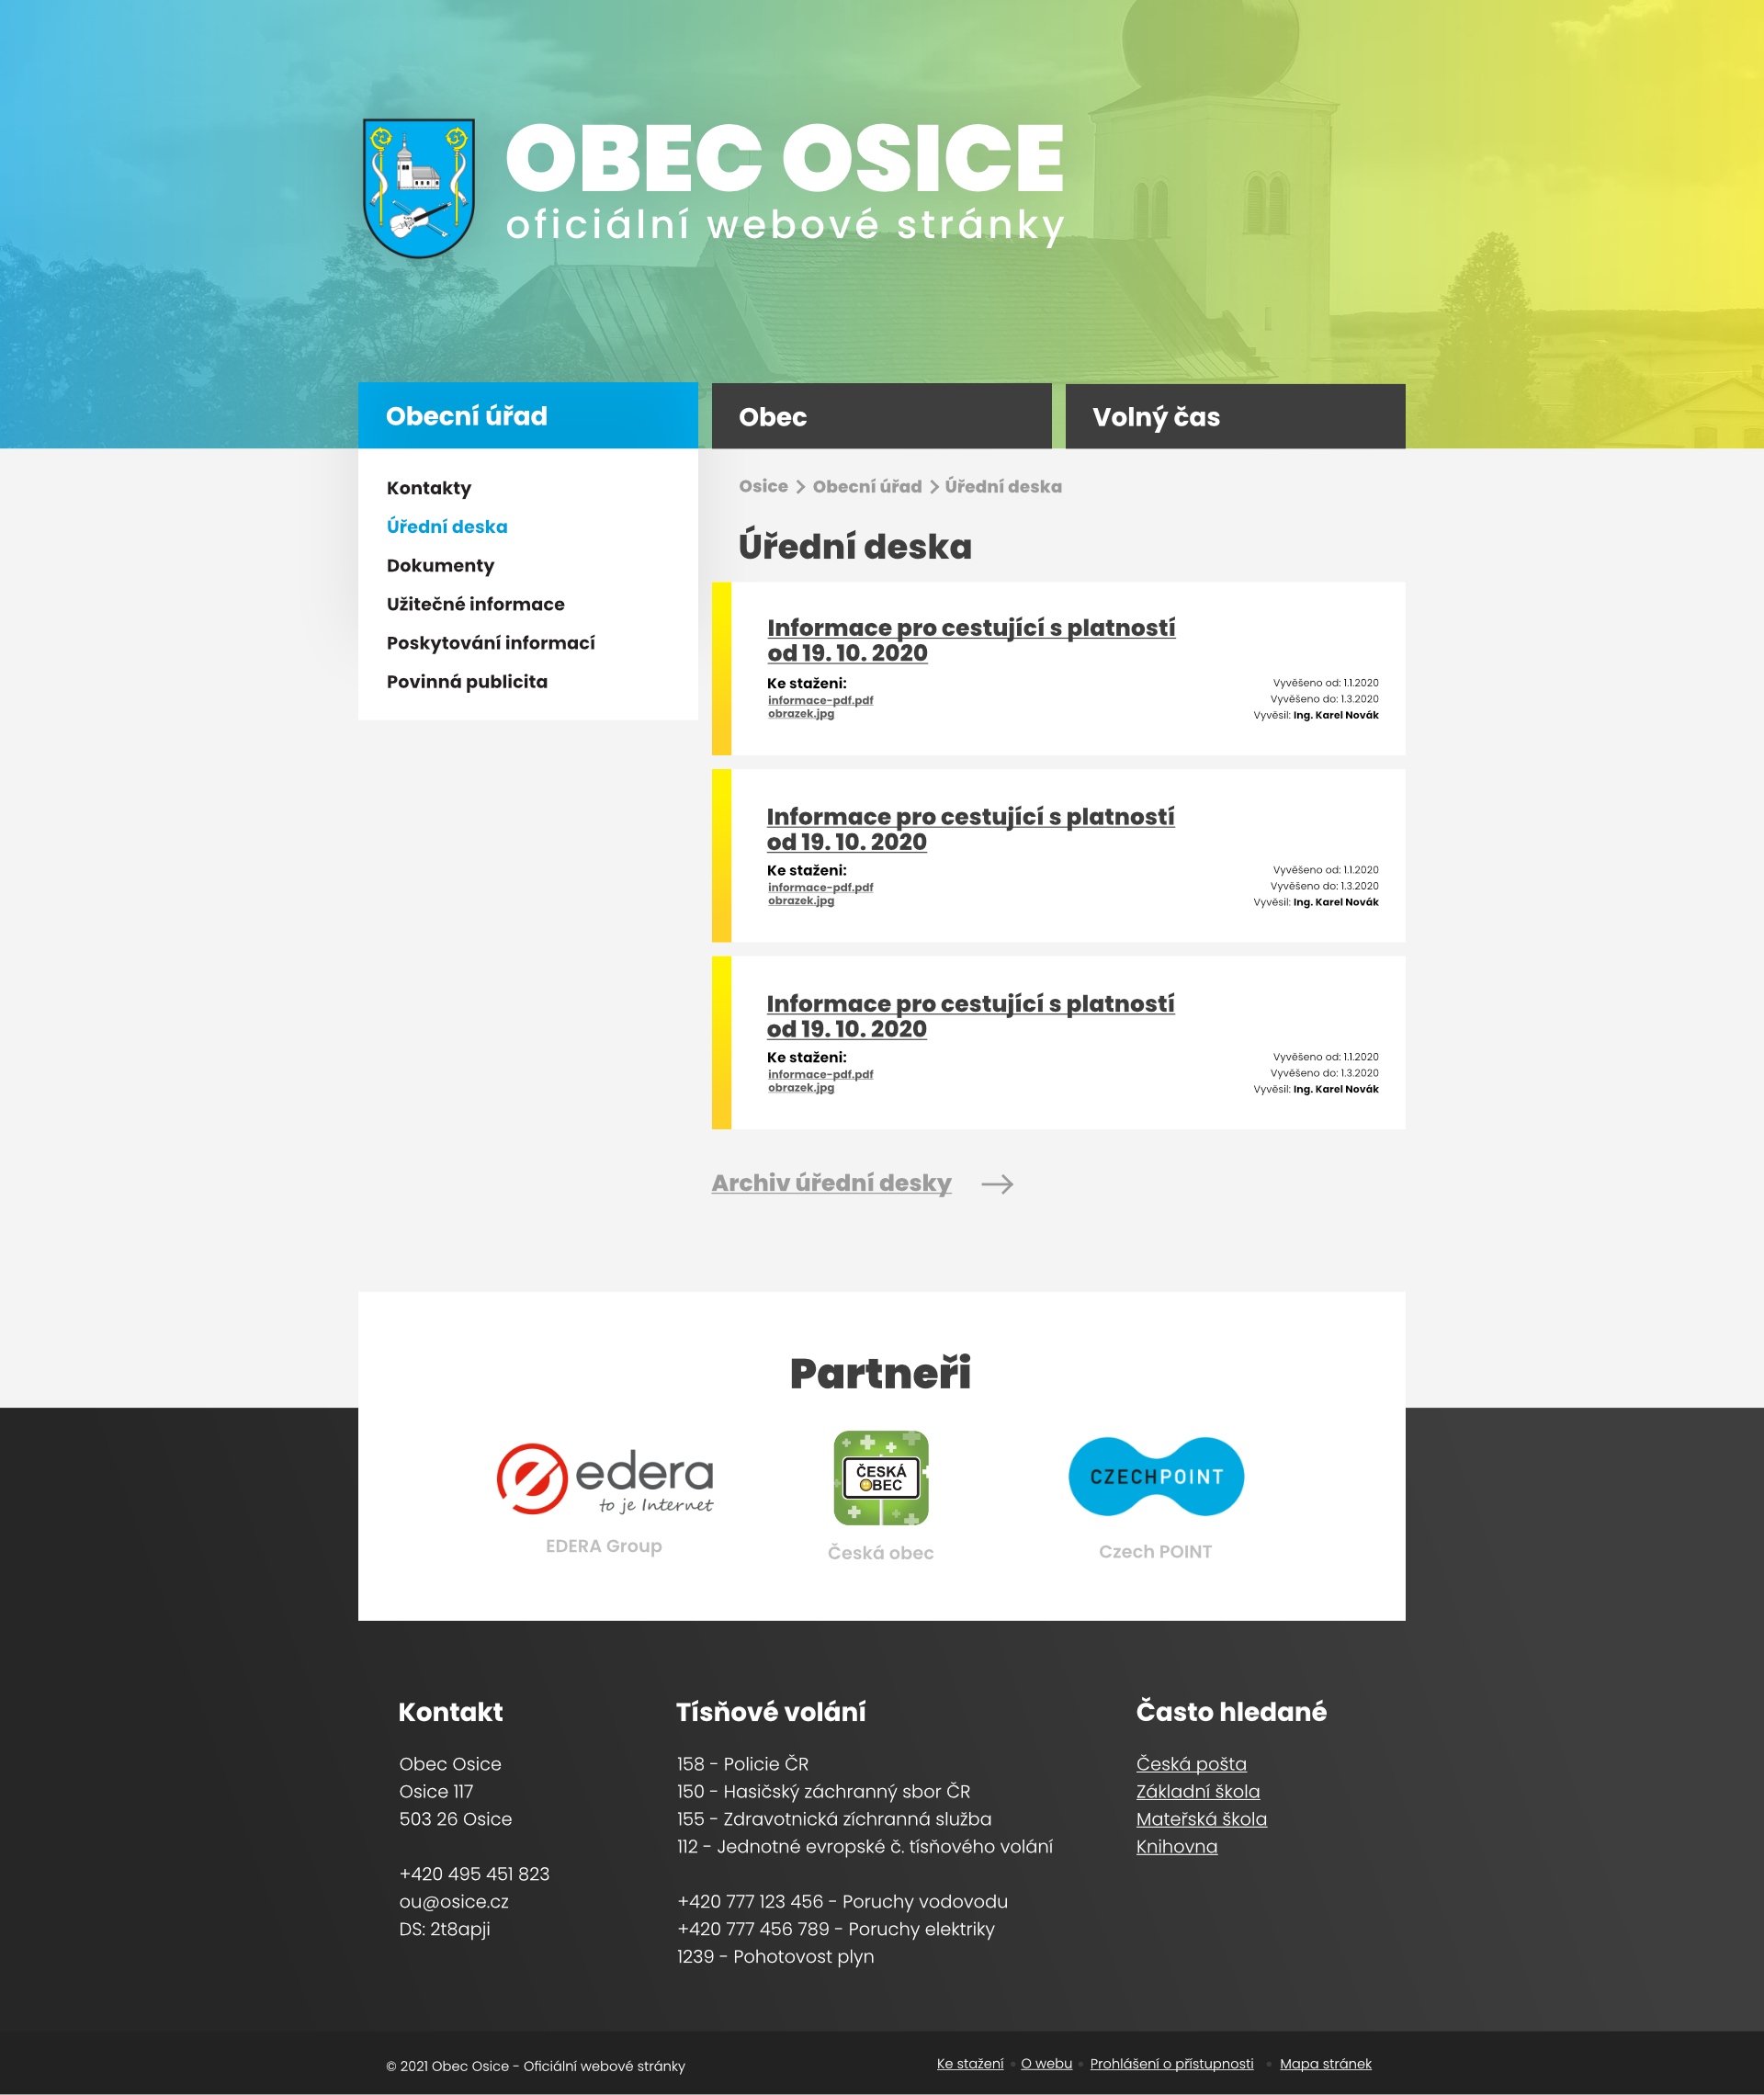 OBEC OSICE
oficiální webové stránky
Obecní úřad
Obec
Volný čas
Kontakty
Úřední deska
Dokumenty
Užitečné informace
Poskytování informací
Povinná publicita
Osice > Obecní úřad > Úřední deska
Úřední deska
Informace pro cestující s platností
od 19. 10. 2020
Ke staženi:
informace-pdf.pdf
obrazek.jpg
Vyvěšeno od: 1.1.2020
Vyvěšeno do: 1.3.2020
Vyvěsil: Ing. Karel Novák
Informace pro cestující s platností
od 19. 10. 2020
Ke staženi:
informace-pdf.pdf
obrazek.jpg
Vyvěšeno od: 1.1.2020
Vyvěšeno do: 1.3.2020
Vyvěsil: Ing. Karel Novák
Informace pro cestující s platností
od 19. 10. 2020
Ke staženi:
informace-pdf.pdf
obrazek.jpg
Vyvěšeno od: 1.1.2020
Vyvěšeno do: 1.3.2020
Vyvěsil: Ing. Karel Novák
Archiv úřední desky
Partneři
edera
to je Internet
EDERA Group
ČESKÁ
OBEC
Česká obec
CZECHPOINT
Czech POINT
Kontakt
Obec Osice
Osice 117
503 26 Osice
+420 495 451 823
ou@osice.cz
DS: 2t8apji
Tísňové volání
158 - Policie ČR
150 - Hasičský záchranný sbor ČR
155 - Zdravotnická zíchranná služba
112 - Jednotné evropské č. tísňového volání
+420 777 123 456 - Poruchy vodovodu
+420 777 456 789 - Poruchy elektriky
1239 - Pohotovost plyn
Často hledané
Česká pošta
Základní škola
Mateřská škola
Knihovna
© 2021 Obec Osice - Oficiální webové stránky
Ke stažení • O webu • Prohlášení o přístupnosti • Mapa stránek